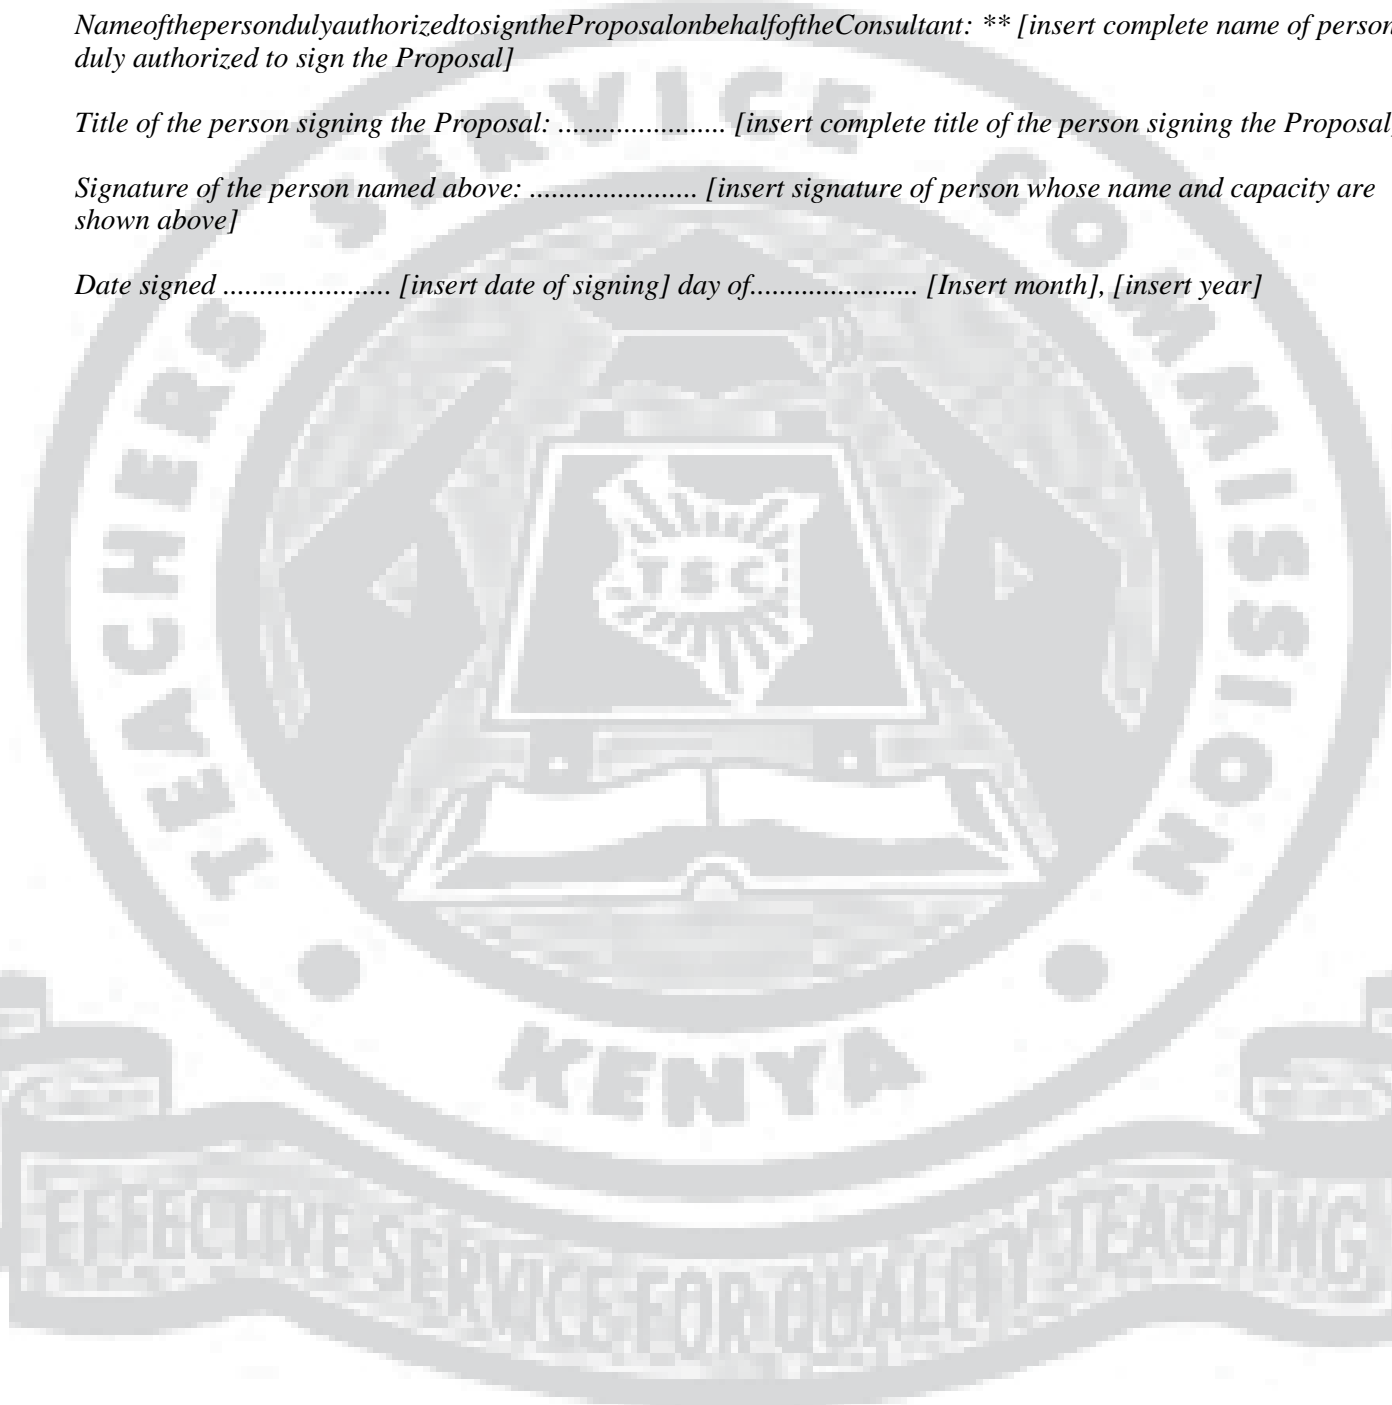 NameofthepersondulyauthorizedtosigntheProposalonbehalfoftheConsultant: ** [insert complete name of person
duly authorized to sign the Proposal]
Title of the person signing the Proposal: ....................... [insert complete title of the person signing the Proposal]
Signature of the person named above: ....................... [insert signature of person whose name and capacity are
shown above]
Date signed ....................... [insert date of signing] day of....................... [Insert month], [insert year]
TEACHERS SERVICE COMMISSION
TSC
KENYA
EFFECTIVE SERVICE FOR QUALITY TEACHING